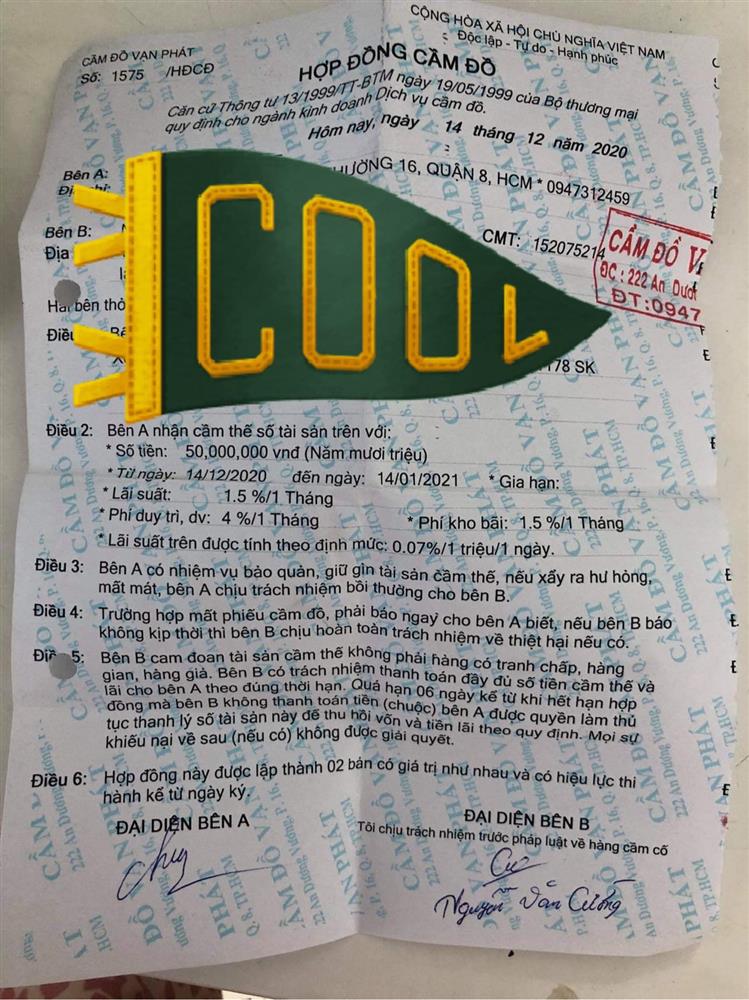 CỘNG HÒA XÃ HỘI CHỦ NGHĨA VIỆT NAM
Độc lập - Tự do - Hạnh phúc
CẦM ĐỒ VẠN PHÁT
Số: 1575 /HĐCĐ
HỢP ĐỒNG CẦM ĐỒ
Căn cứ Thông tư 13/1999/TT-BTM ngày 19/05/1999 của Bộ thương mại
quy định cho ngành kinh doanh Dịch vụ cầm đồ.
Hôm nay, ngày 14 tháng 12 năm 2020
Bên A:
16, QUẬN 8, HCM * 0947312459
Bên B:
CMT: 152075214
Địa
CẦM ĐỒ V
ĐC : 222 An Dươ
ĐT:0947
Hai bên thỏ
Điều
COOL
178 SK
Điều 2: Bên A nhận cầm thế số tài sản trên với:
* Số tiền: 50,000,000 vnđ (Năm mươi triệu)
* Từ ngày: 14/12/2020 đến ngày: 14/01/2021 * Gia hạn:
* Lãi suất: 1.5 %/1 Tháng
* Phí duy trì, dv: 4 %/1 Tháng * Phí kho bãi: 1.5 %/1 Tháng
* Lãi suất trên được tính theo định mức: 0.07%/1 triệu/1 ngày.
Điều 3: Bên A có nhiệm vụ bảo quản, giữ gìn tài sản cầm thế, nếu xẩy ra hư hỏng,
mất mát, bên A chịu trách nhiệm bồi thường cho bên B.
Điều 4: Trường hợp mất phiếu cầm đồ, phải báo ngay cho bên A biết, nếu bên B báo
không kịp thời thì bên B chịu hoàn toàn trách nhiệm về thiệt hại nếu có.
5: Bên B cam đoan tài sản cầm thế không phải hàng có tranh chấp, hàng
gian, hàng giả. Bên B có trách nhiệm thanh toán đầy đủ số tiền cầm thế và
lãi cho bên A theo đúng thời hạn. Quá hạn 06 ngày kể từ khi hết hạn hợp
đồng mà bên B không thanh toán tiền (chuộc) bên A được quyền làm thủ
tục thanh lý số tài sản này để thu hồi vốn và tiền lãi theo quy định. Mọi sự
khiếu nại về sau (nếu có) không được giải quyết.
Điều 6: Hợp đồng này được lập thành 02 bản có giá trị như nhau và có hiệu lực thi
hành kể từ ngày ký.
ĐẠI DIỆN BÊN A
ĐẠI DIỆN BÊN B
Tôi chịu trách nhiệm trước pháp luật về hàng cầm cố
Nguyễn Văn Cường